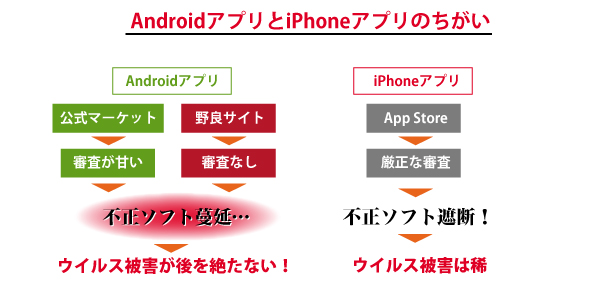 AndroidアプリとiPhoneアプリのちがい
Androidアプリ
公式マーケット
野良サイト
審査が甘い
審査なし
不正ソフト蔓延…
ウイルス被害が後を絶たない！
iPhoneアプリ
App Store
厳正な審査
不正ソフト遮断！
ウイルス被害は稀